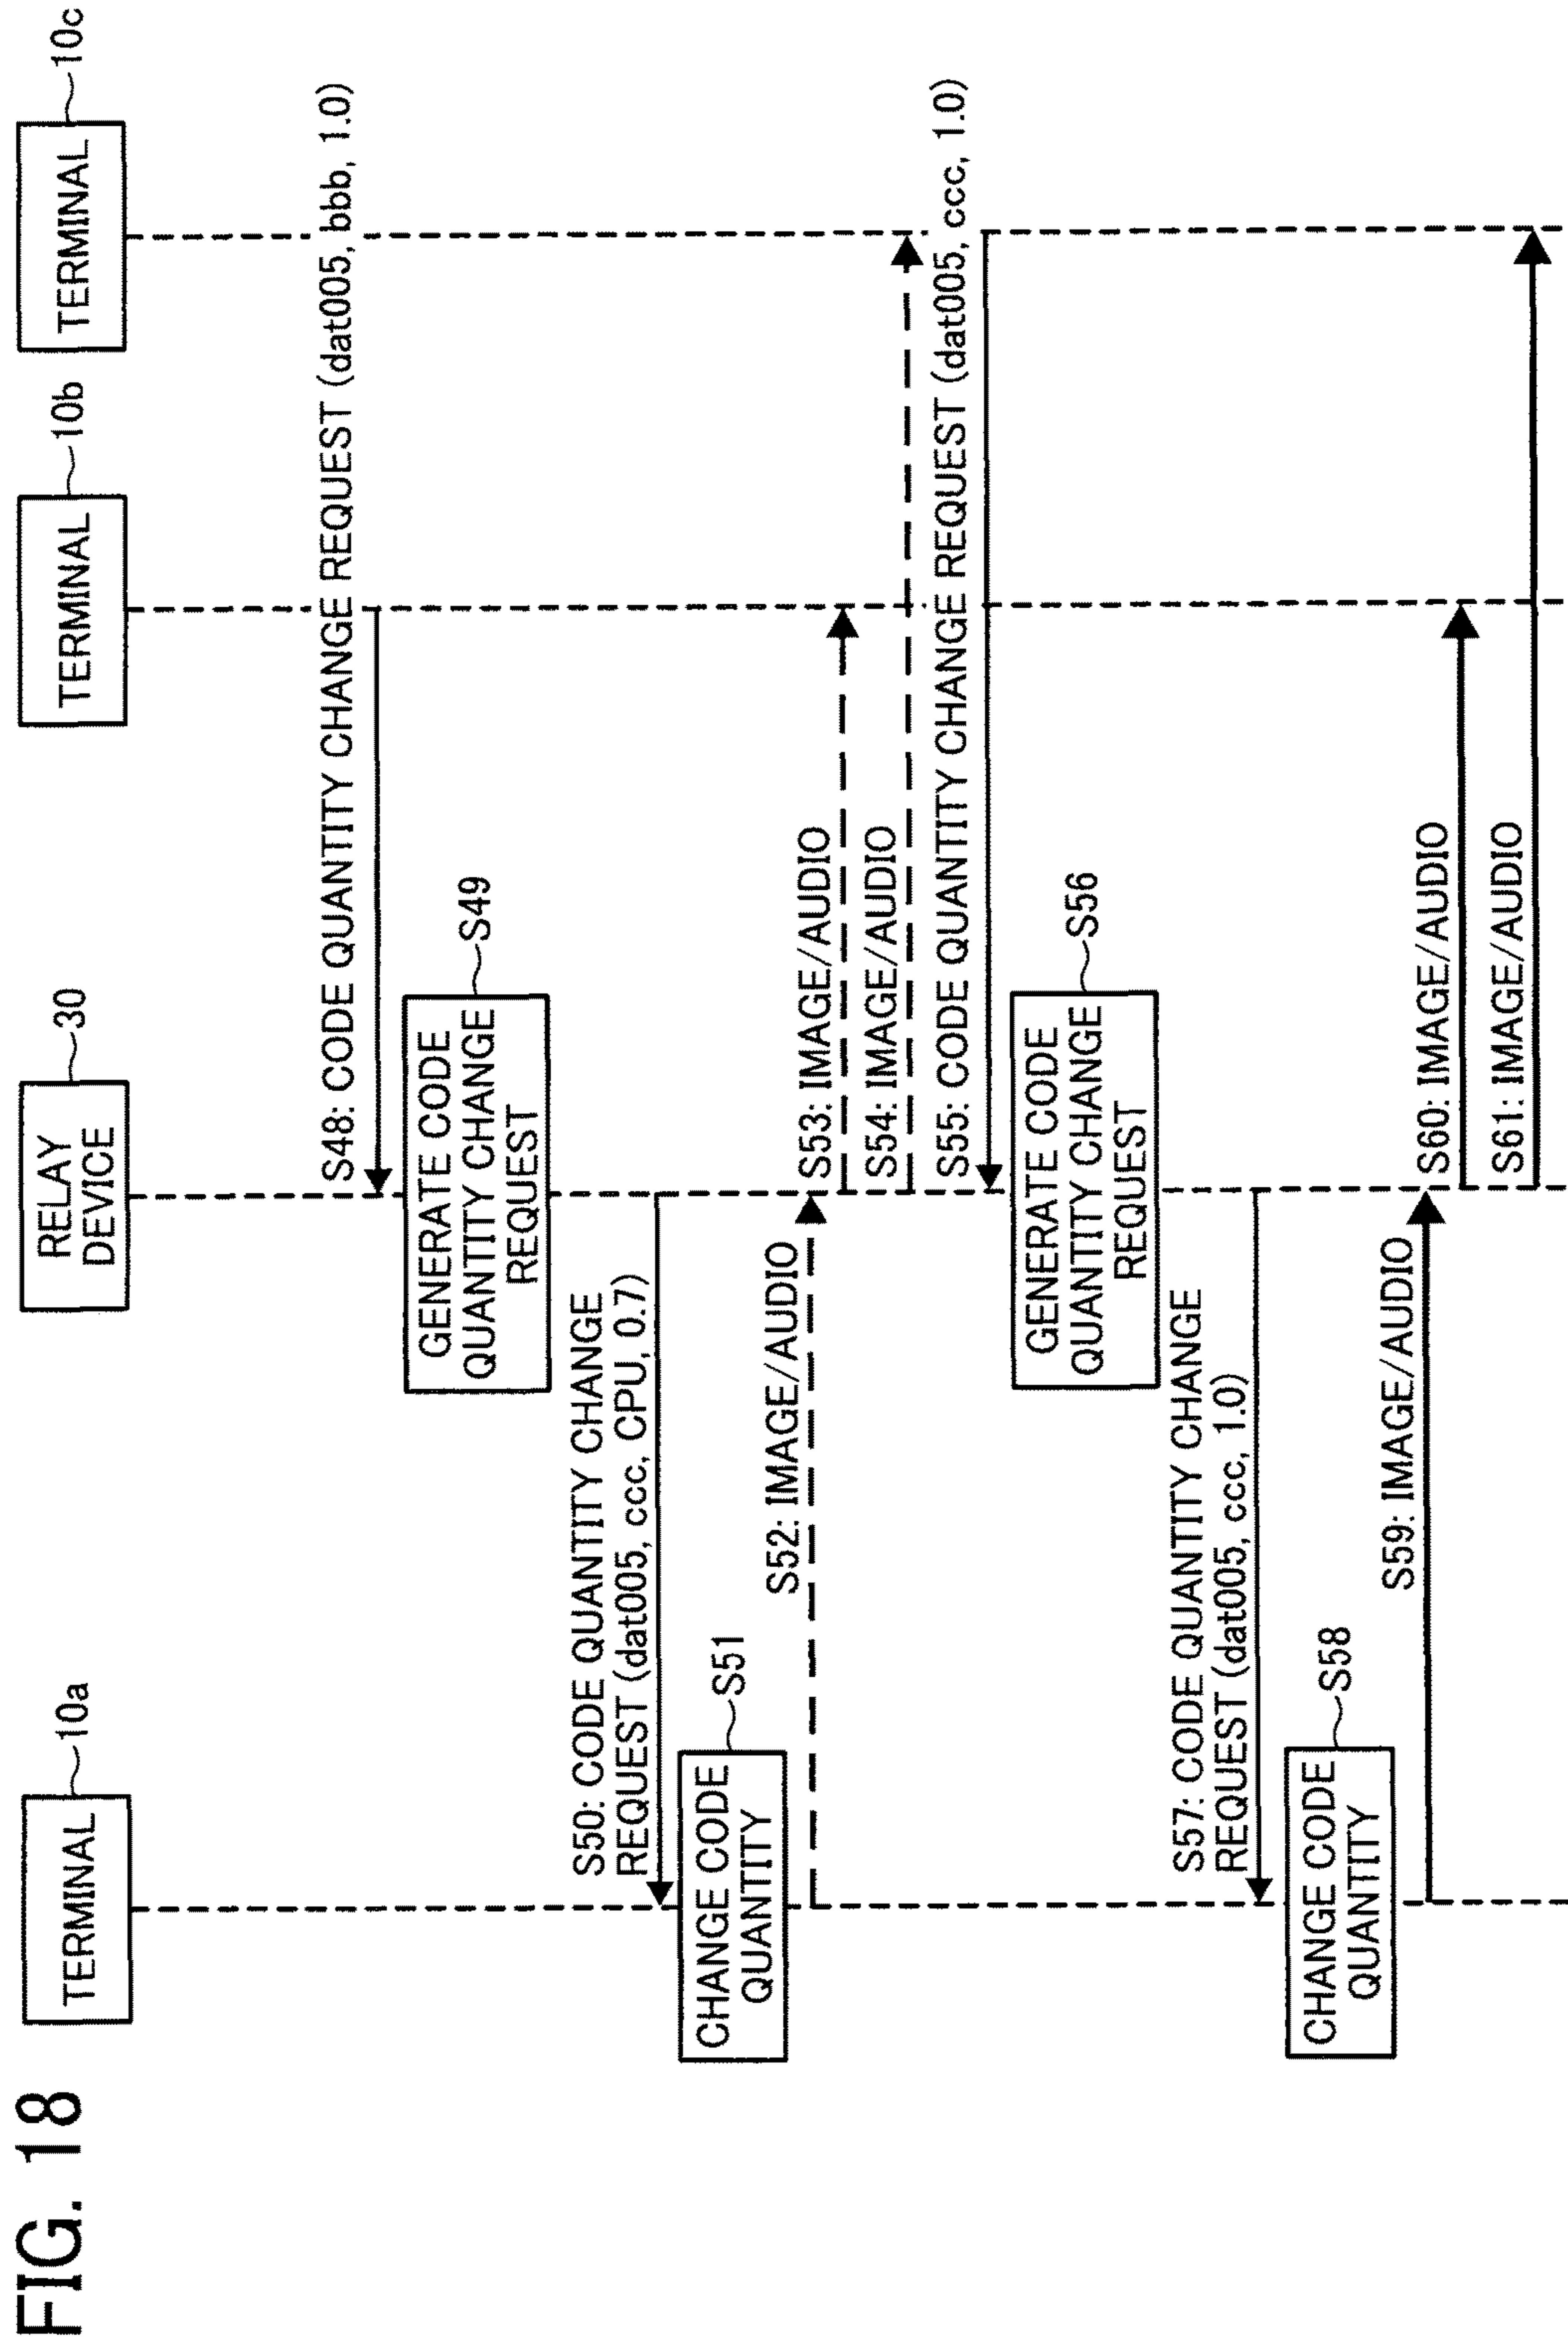 FIG. 18
TERMINAL
10a
RELAY
DEVICE
30
TERMINAL
10b
TERMINAL
10c
S48: CODE QUANTITY CHANGE REQUEST (dat005, bbb, 1.0)
GENERATE CODE
QUANTITY CHANGE
REQUEST
S49
S50: CODE QUANTITY CHANGE
REQUEST (dat005, ccc, CPU, 0.7)
CHANGE CODE
QUANTITY
S51
S52: IMAGE/AUDIO
S53: IMAGE/AUDIO
S54: IMAGE/AUDIO
S55: CODE QUANTITY CHANGE REQUEST (dat005, ccc, 1.0)
GENERATE CODE
QUANTITY CHANGE
REQUEST
S56
S57: CODE QUANTITY CHANGE
REQUEST (dat005, ccc, 1.0)
CHANGE CODE
QUANTITY
S58
S59: IMAGE/AUDIO
S60: IMAGE/AUDIO
S61: IMAGE/AUDIO